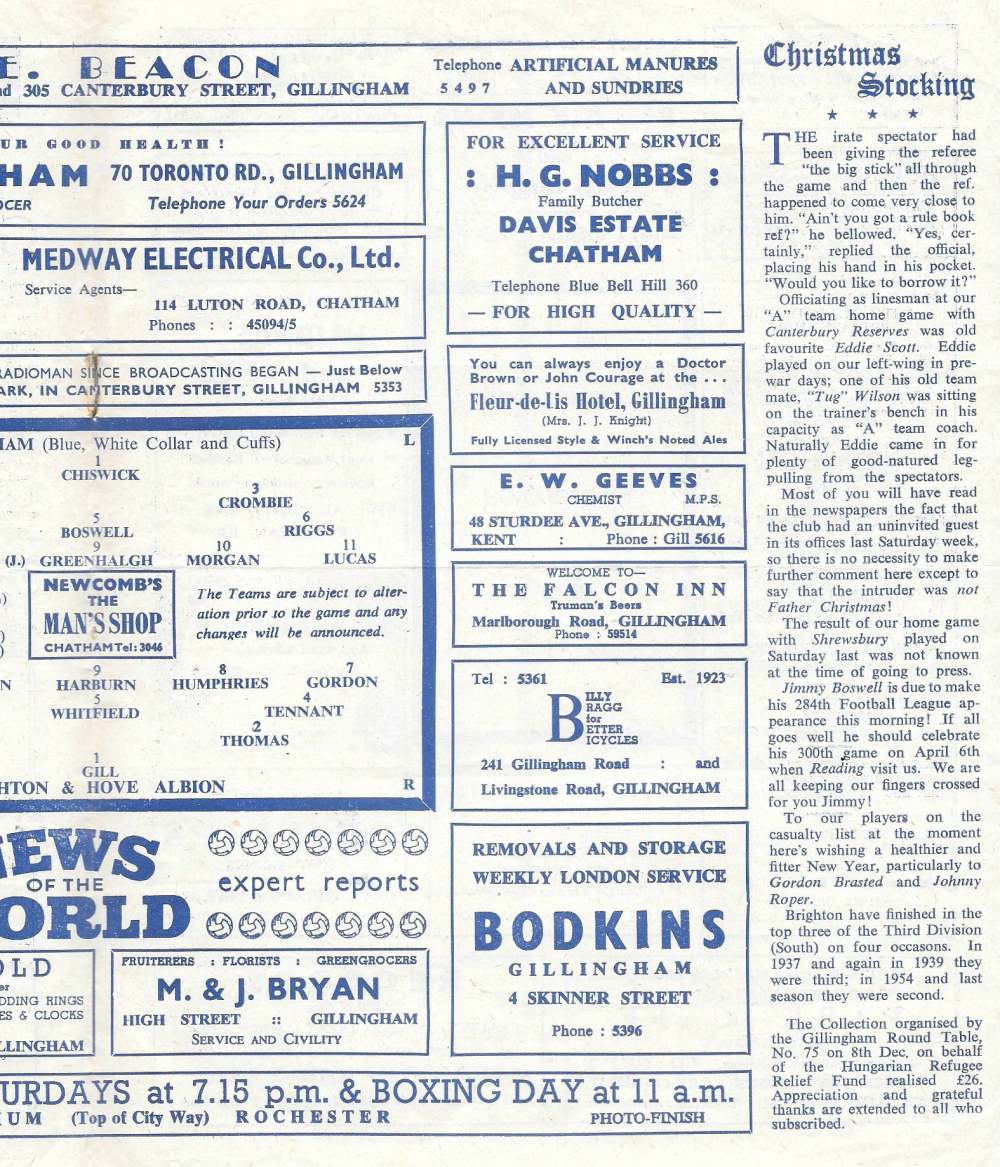 E. BEACON
305 CANTERBURY STREET, GILLINGHAM
Telephone
5497
ARTIFICIAL MANURES
AND SUNDRIES
GOOD HEALTH !
HAM 70 TORONTO RD., GILLINGHAM
Telephone Your Orders 5624
MEDWAY ELECTRICAL Co., Ltd.
Service Agents—
114 LUTON ROAD, CHATHAM
Phones : : 45094/5
RADIOMAN SINCE BROADCASTING BEGAN — Just Below
ARK, IN CANTERBURY STREET, GILLINGHAM 5353
HAM (Blue, White Collar and Cuffs) L
1
CHISWICK
3
CROMBIE
5
BOSWELL
6
RIGGS
9
(J.) GREENHALGH
10
MORGAN
11
LUCAS
NEWCOMB'S
THE
MAN'S SHOP
CHATHAM Tel: 3046
The Teams are subject to alter-
ation prior to the game and any
changes will be announced.
9
HARBURN
8
HUMPHRIES
7
GORDON
5
WHITFIELD
4
TENNANT
2
THOMAS
1
GILL
HTON & HOVE ALBION R
NEWS
OF THE
ORLD
expert reports
OLD
DDING RINGS
ES & CLOCKS
LLINGHAM
FRUITERERS : FLORISTS : GREENGROCERS
M. & J. BRYAN
HIGH STREET :: GILLINGHAM
SERVICE AND CIVILITY
FOR EXCELLENT SERVICE
: H. G. NOBBS :
Family Butcher
DAVIS ESTATE
CHATHAM
Telephone Blue Bell Hill 360
— FOR HIGH QUALITY —
You can always enjoy a Doctor
Brown or John Courage at the ...
Fleur-de-Lis Hotel, Gillingham
(Mrs. J. J. Knight)
Fully Licensed Style & Winch's Noted Ales
E. W. GEEVES
CHEMIST M.P.S.
48 STURDEE AVE., GILLINGHAM,
KENT : Phone : Gill 5616
WELCOME TO—
THE FALCON INN
Truman's Beers
Marlborough Road, GILLINGHAM
Phone : 59514
Tel : 5361 Est. 1923
BILLY
BRAGG
for
BETTER
BICYCLES
241 Gillingham Road : and
Livingstone Road, GILLINGHAM
REMOVALS AND STORAGE
WEEKLY LONDON SERVICE
BODKINS
GILLINGHAM
4 SKINNER STREET
Phone : 5396
URDAYS at 7.15 p.m. & BOXING DAY at 11 a.m.
IUM (Top of City Way) ROCHESTER PHOTO-FINISH
Christmas
Stocking
THE irate spectator had
been giving the referee
"the big stick" all through
the game and then the ref.
happened to come very close to
him. "Ain't you got a rule book
ref?" he bellowed. "Yes, cer-
tainly," replied the official,
placing his hand in his pocket.
"Would you like to borrow it?"
Officiating as linesman at our
"A" team home game with
Canterbury Reserves was old
favourite Eddie Scott. Eddie
played on our left-wing in pre-
war days; one of his old team
mate, "Tug" Wilson was sitting
on the trainer's bench in his
capacity as "A" team coach.
Naturally Eddie came in for
plenty of good-natured leg-
pulling from the spectators.
Most of you will have read
in the newspapers the fact that
the club had an uninvited guest
in its offices last Saturday week,
so there is no necessity to make
further comment here except to
say that the intruder was not
Father Christmas!
The result of our home game
with Shrewsbury played on
Saturday last was not known
at the time of going to press.
Jimmy Boswell is due to make
his 284th Football League ap-
pearance this morning! If all
goes well he should celebrate
his 300th game on April 6th
when Reading visit us. We are
all keeping our fingers crossed
for you Jimmy!
To our players on the
casualty list at the moment
here's wishing a healthier and
fitter New Year, particularly to
Gordon Brasted and Johnny
Roper.
Brighton have finished in the
top three of the Third Division
(South) on four occasons. In
1937 and again in 1939 they
were third; in 1954 and last
season they were second.
The Collection organised by
the Gillingham Round Table,
No. 75 on 8th Dec. on behalf
of the Hungarian Refugee
Relief Fund realised £26.
Appreciation and grateful
thanks are extended to all who
subscribed.